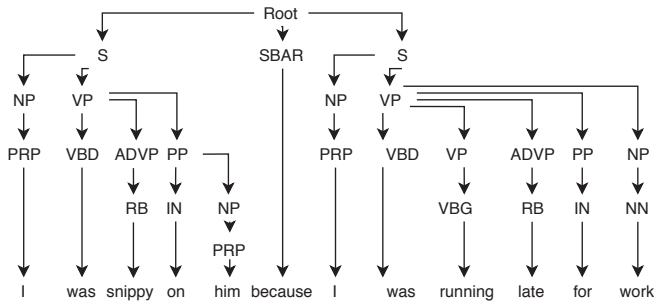 Root
S SBAR S
NP VP NP VP
PRP VBD ADVP PP PRP VBD VP ADVP PP NP
RB IN NP VBG RB IN NN
PRP
I was snippy on him because I was running late for work